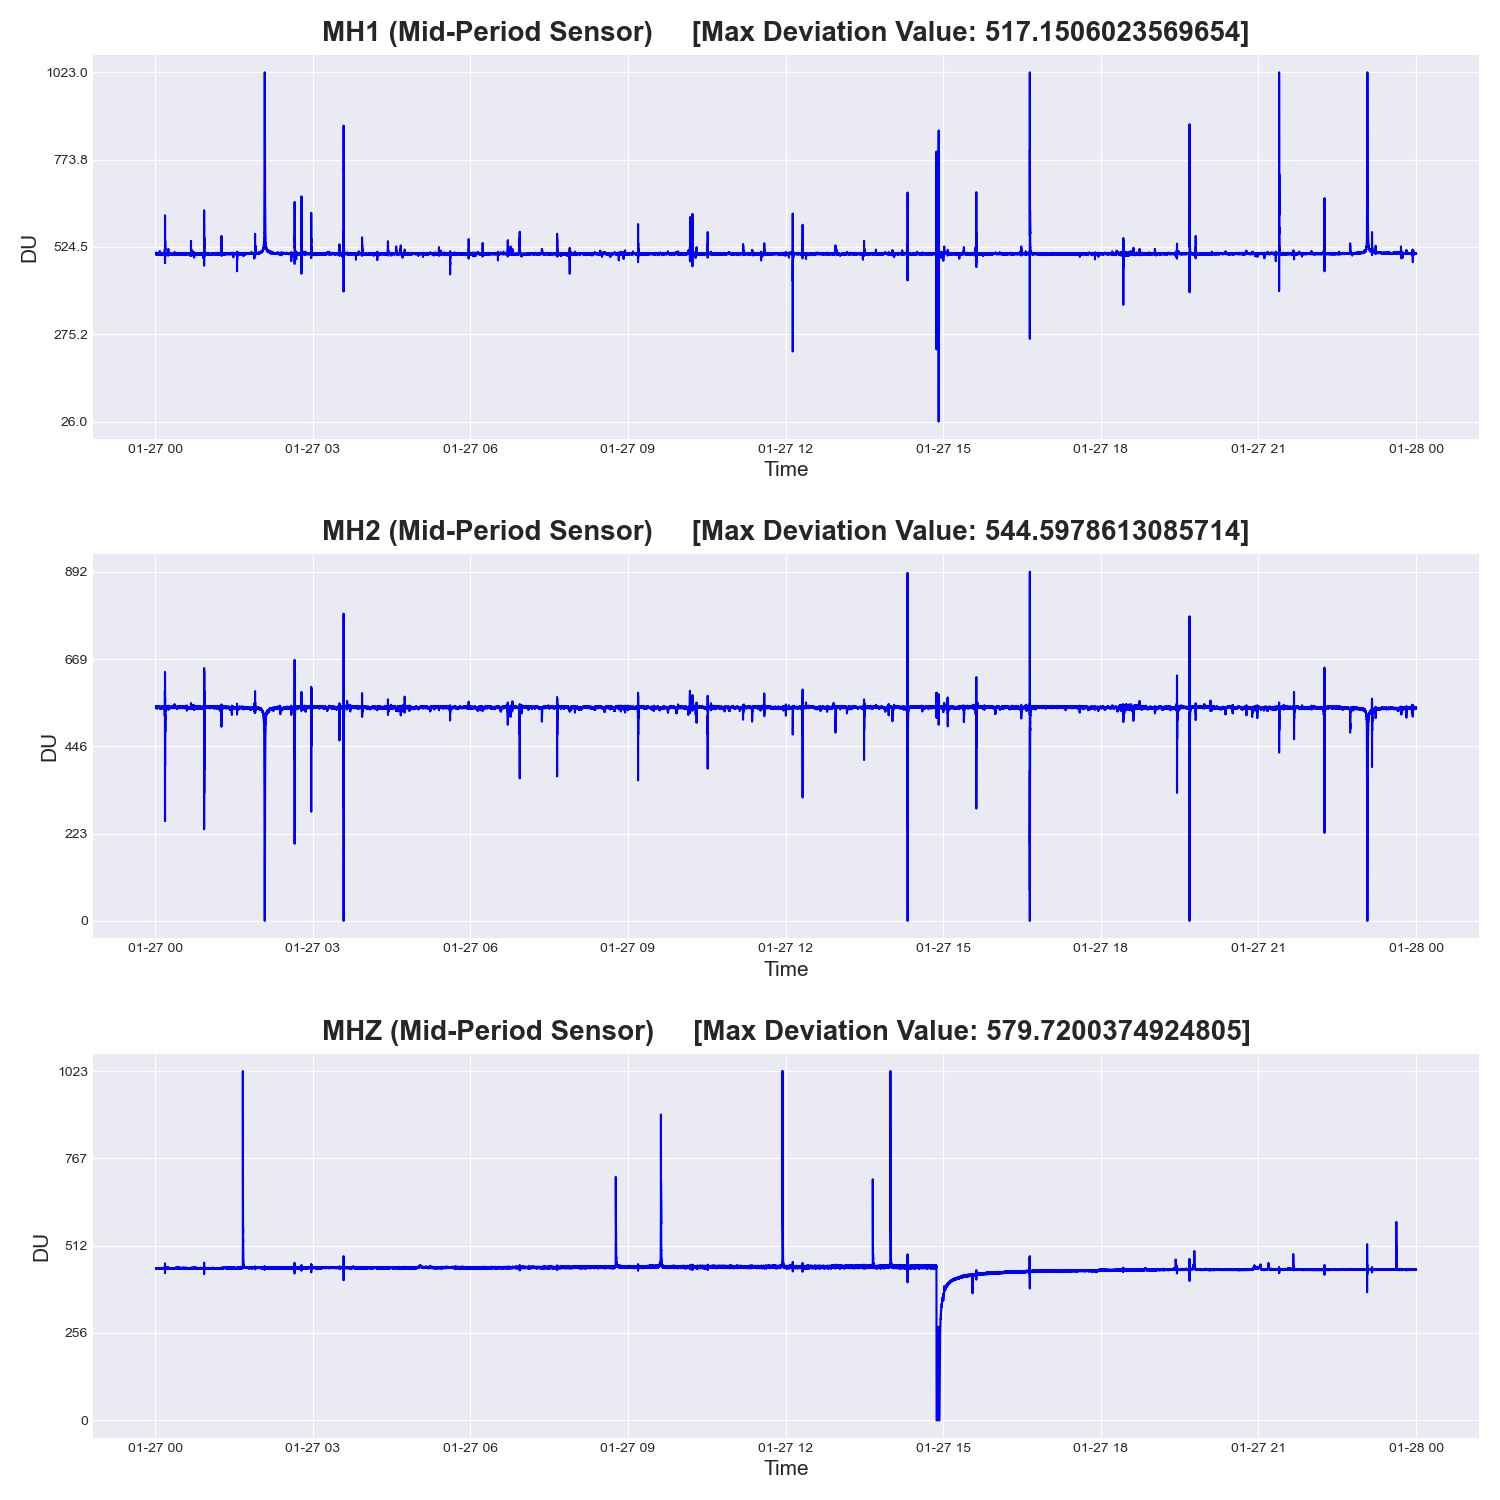 MH1 (Mid-Period Sensor) [Max Deviation Value: 517.1506023569654]
1023.0
773.8
524.5
275.2
26.0
DU
01-27 00 01-27 03 01-27 06 01-27 09 01-27 12 01-27 15 01-27 18 01-27 21 01-28 00
Time
MH2 (Mid-Period Sensor) [Max Deviation Value: 544.5978613085714]
892
669
446
223
0
DU
01-27 00 01-27 03 01-27 06 01-27 09 01-27 12 01-27 15 01-27 18 01-27 21 01-28 00
Time
MHZ (Mid-Period Sensor) [Max Deviation Value: 579.7200374924805]
1023
767
512
256
0
DU
01-27 00 01-27 03 01-27 06 01-27 09 01-27 12 01-27 15 01-27 18 01-27 21 01-28 00
Time